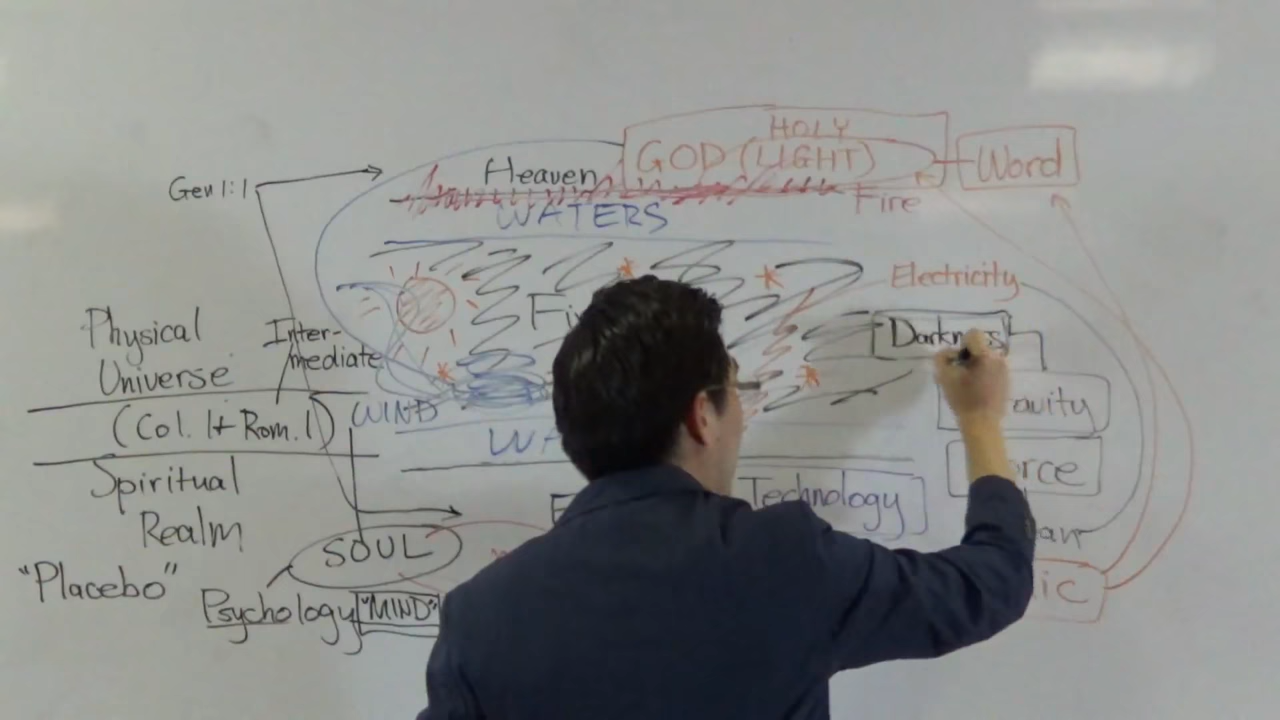 HOLY
Gen 1:1
Heaven
GOD (LIGHT)
Word
Fire
WATERS
Electricity
Physical
Universe
Inter-
mediate
Darkness
(Col. 1 + Rom. 1)
WIND
Spiritual
Realm
Technology
SOUL
"Placebo"
Psychology
"MIND"